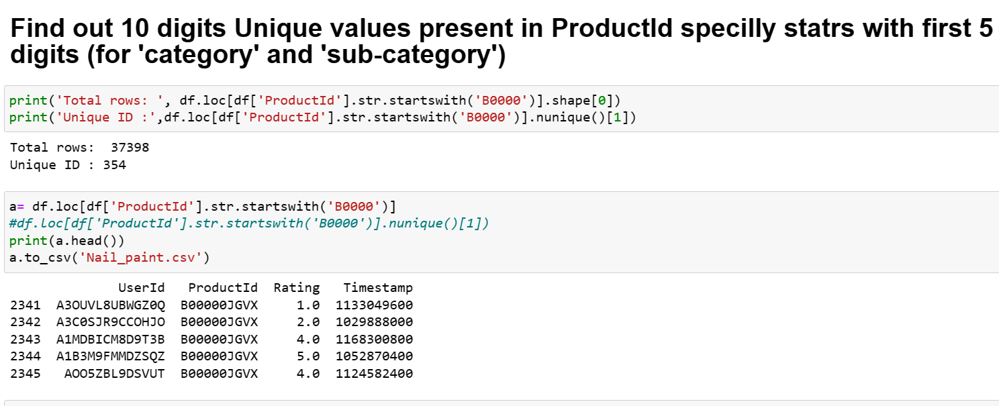 Find out 10 digits Unique values present in ProductId specilly statrs with first 5
digits (for 'category' and 'sub-category')
print('Total rows: ', df.loc[df['ProductId'].str.startswith('B0000')].shape[0])
print('Unique ID :',df.loc[df['ProductId'].str.startswith('B0000')].nunique()[1])
Total rows:  37398
Unique ID : 354
a= df.loc[df['ProductId'].str.startswith('B0000')]
#df.loc[df['ProductId'].str.startswith('B0000')].nunique()[1])
print(a.head())
a.to_csv('Nail_paint.csv')
UserId ProductId Rating Timestamp
2341 A3OUVL8UBWGZ0Q B00000JGVX 1.0 1133049600
2342 A3C0SJR9CCOHJO B00000JGVX 2.0 1029888000
2343 A1MDBICM8D9T3B B00000JGVX 4.0 1168300800
2344 A1B3M9FMMDZSQZ B00000JGVX 5.0 1052870400
2345 AOO5ZBL9DSVUT B00000JGVX 4.0 1124582400